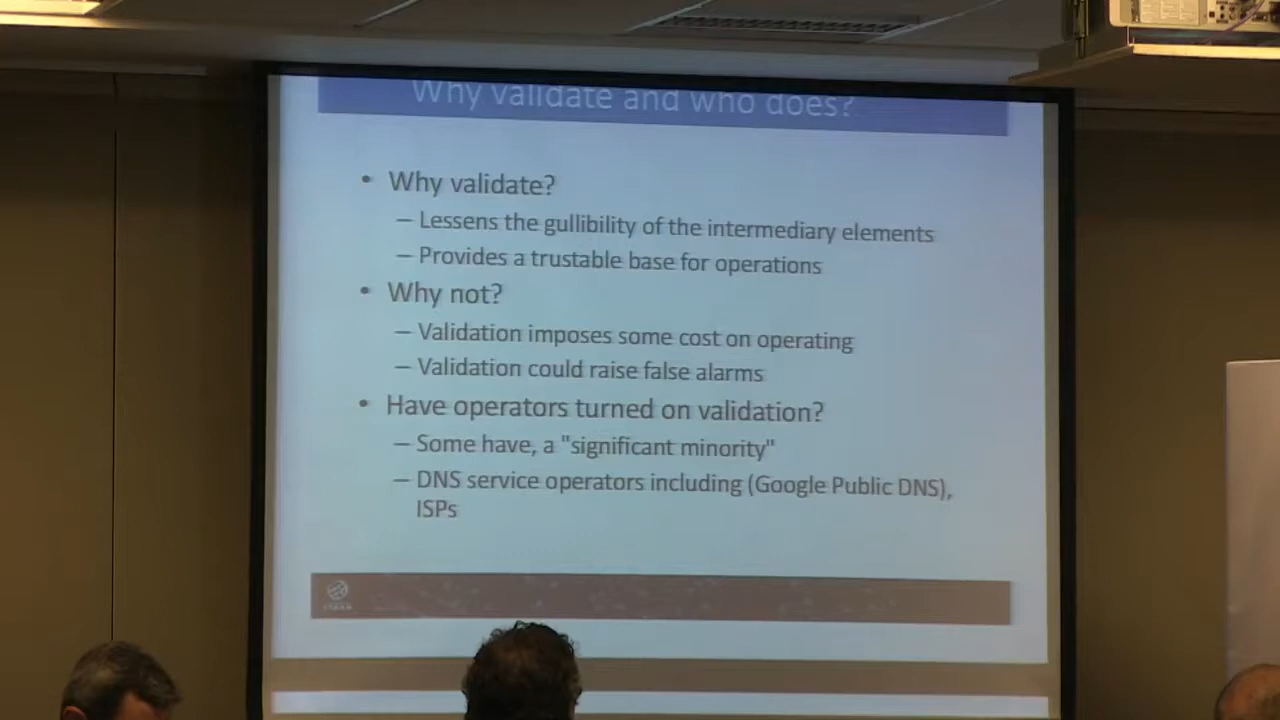 Why validate and who does?
• Why validate?
– Lessens the gullibility of the intermediary elements
– Provides a trustable base for operations
• Why not?
– Validation imposes some cost on operating
– Validation could raise false alarms
• Have operators turned on validation?
– Some have, a "significant minority"
– DNS service operators including (Google Public DNS),
ISPs